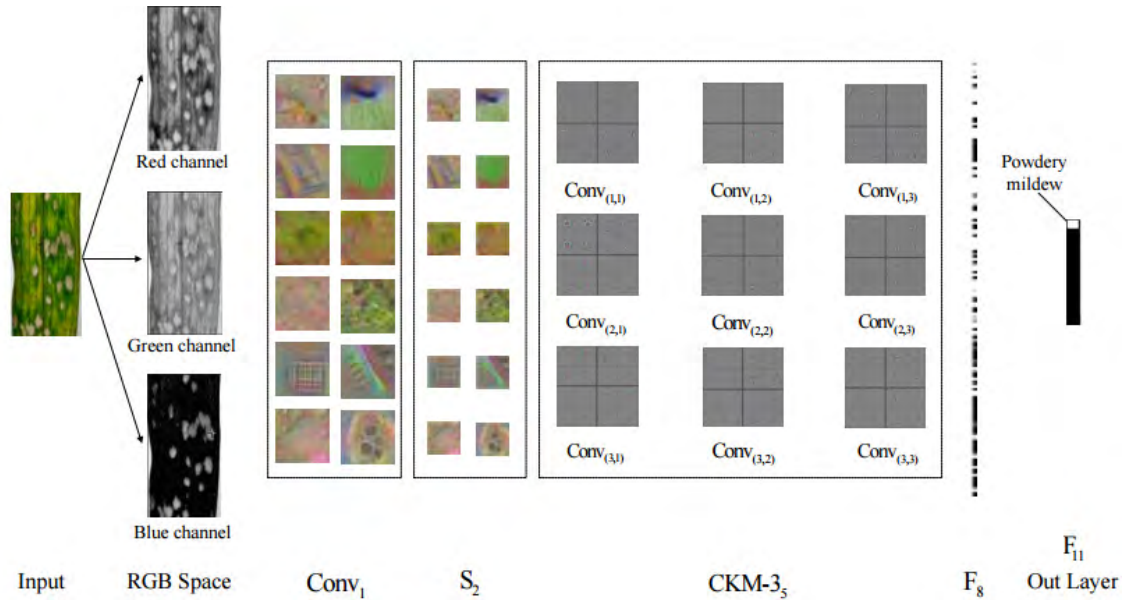 Red channel
Green channel
Blue channel
Conv(1,1) Conv(1,2) Conv(1,3)
Conv(2,1) Conv(2,2) Conv(2,3)
Conv(3,1) Conv(3,2) Conv(3,3)
Powdery
mildew
F11
Input RGB Space Conv1 S2 CKM-35 F8 Out Layer